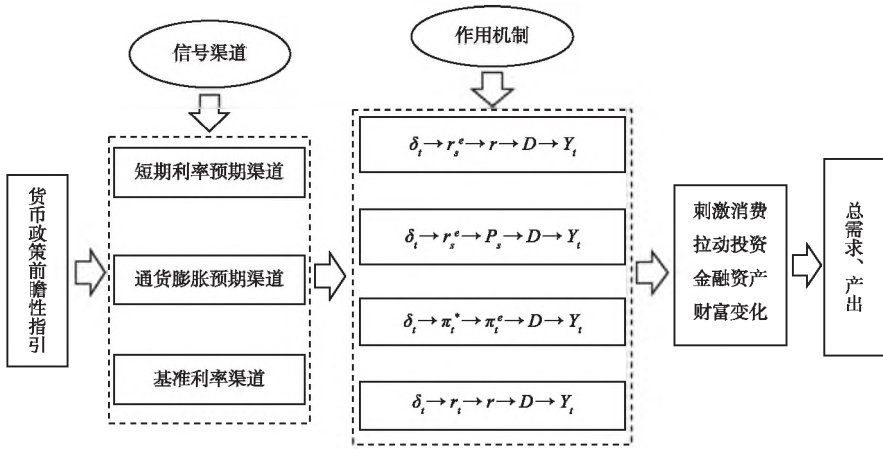 信号渠道
作用机制
货币政策前瞻性指引
短期利率预期渠道
通货膨胀预期渠道
基准利率渠道
δₜ→rₛᵉ→r→D→Yₜ
δₜ→rₛᵉ→Pₛ→D→Yₜ
δₜ→πₜ*→πₜᵉ→D→Yₜ
δₜ→rₜ→r→D→Yₜ
刺激消费
拉动投资
金融资产
财富变化
总需求、产出